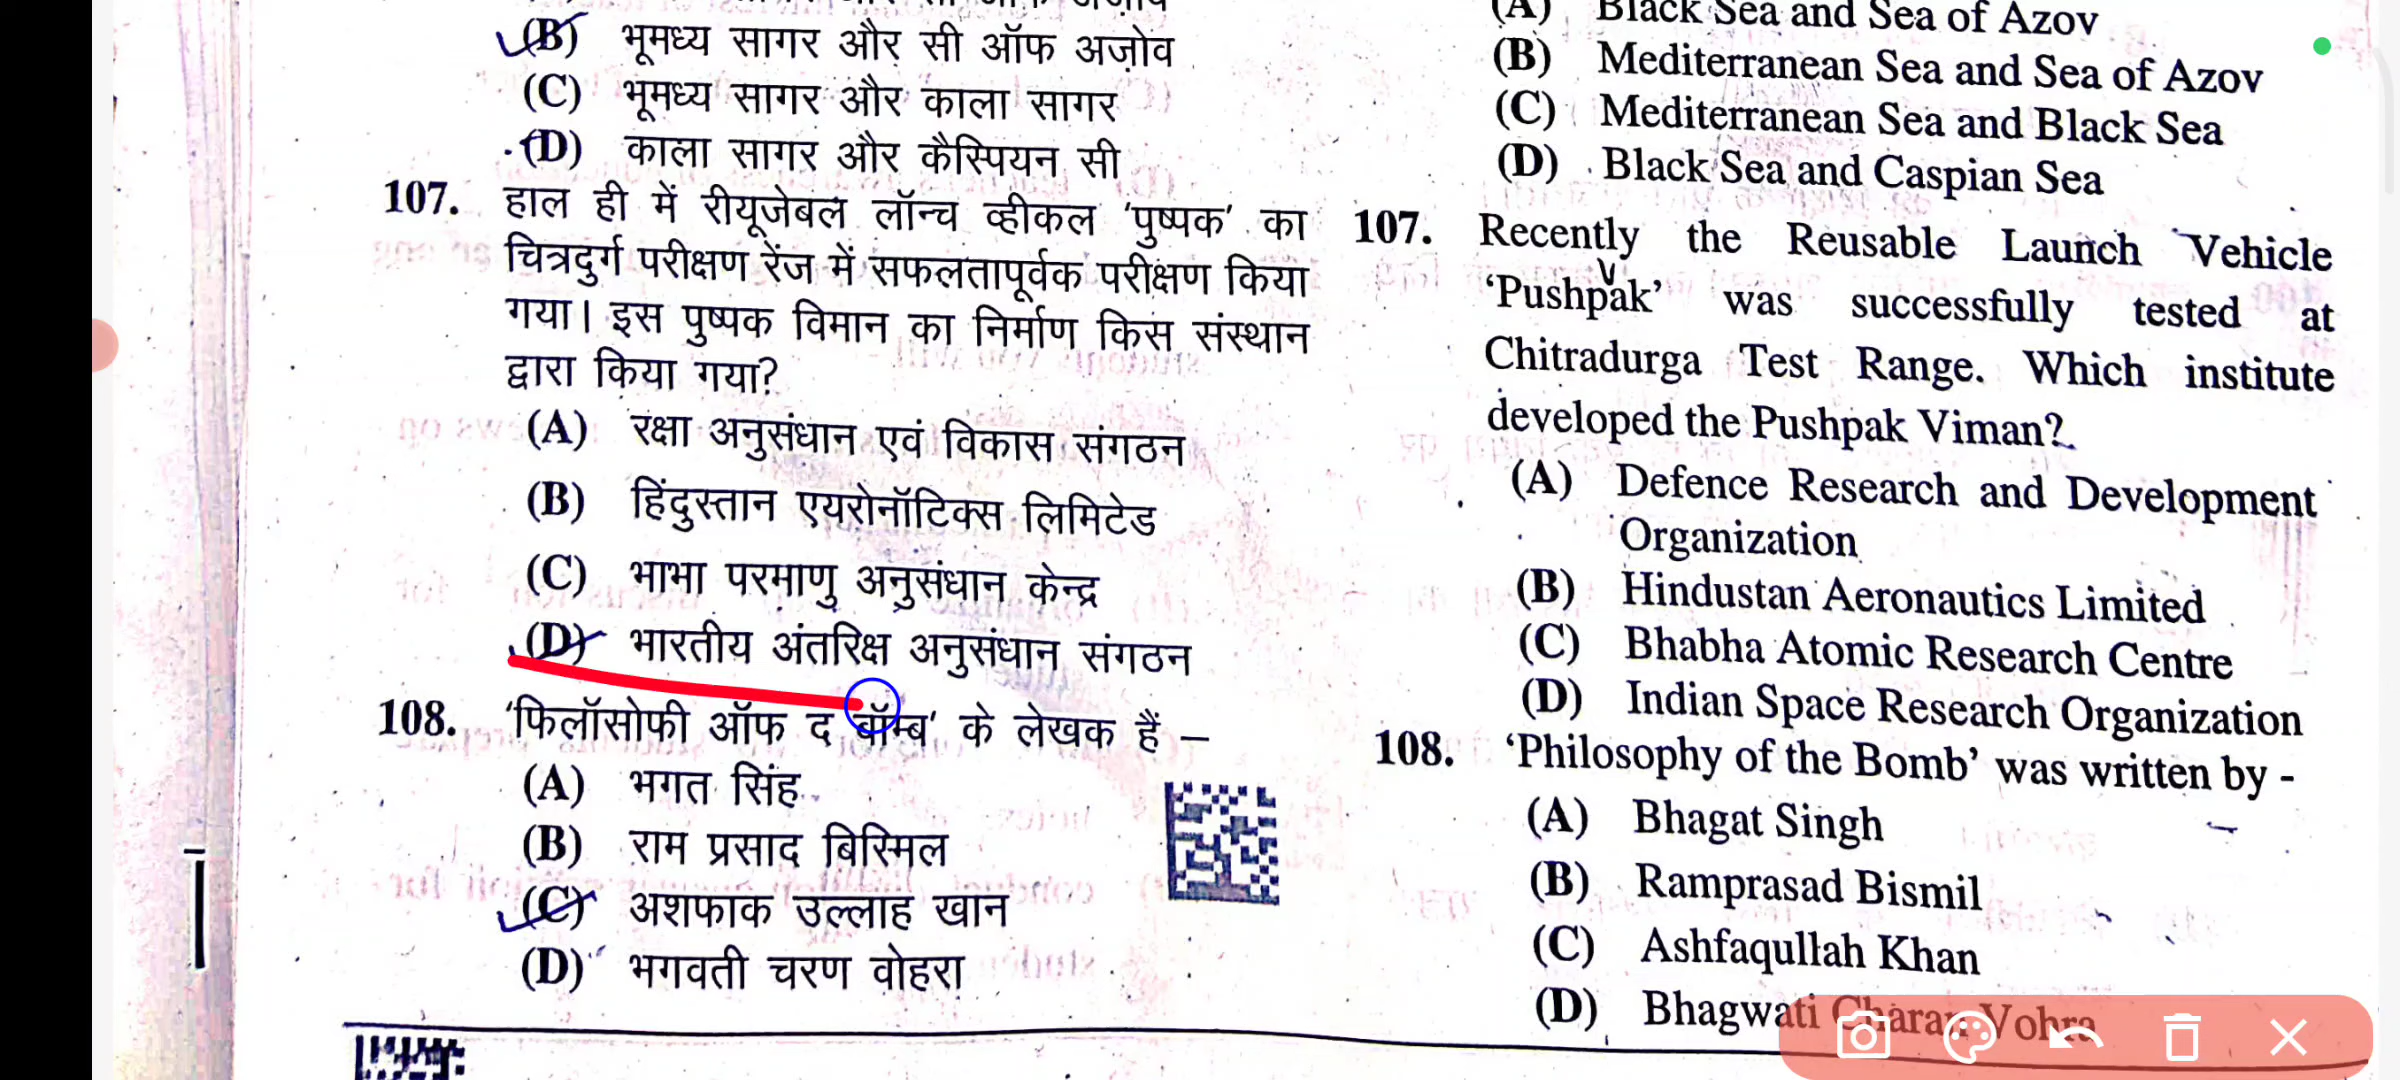 (B) भूमध्य सागर और सी ऑफ अज़ोव
(C) भूमध्य सागर और काला सागर
(D) काला सागर और कैस्पियन सी
107. हाल ही में रीयूजेबल लॉन्च व्हीकल ‘पुष्पक’ का
चित्रदुर्ग परीक्षण रेंज में सफलतापूर्वक परीक्षण किया
गया। इस पुष्पक विमान का निर्माण किस संस्थान
द्वारा किया गया?
(A) रक्षा अनुसंधान एवं विकास संगठन
(B) हिंदुस्तान एयरोनॉटिक्स लिमिटेड
(C) भाभा परमाणु अनुसंधान केन्द्र
(D) भारतीय अंतरिक्ष अनुसंधान संगठन
108. ‘फिलॉसोफी ऑफ द बॉम्ब’ के लेखक हैं –
(A) भगत सिंह
(B) राम प्रसाद बिस्मिल
(C) अशफाक उल्लाह खान
(D) भगवती चरण वोहरा
(A) Black Sea and Sea of Azov
(B) Mediterranean Sea and Sea of Azov
(C) Mediterranean Sea and Black Sea
(D) Black Sea and Caspian Sea
107. Recently the Reusable Launch Vehicle
‘Pushpak’ was successfully tested at
Chitradurga Test Range. Which institute
developed the Pushpak Viman?
(A) Defence Research and Development
Organization
(B) Hindustan Aeronautics Limited
(C) Bhabha Atomic Research Centre
(D) Indian Space Research Organization
108. ‘Philosophy of the Bomb’ was written by -
(A) Bhagat Singh
(B) Ramprasad Bismil
(C) Ashfaqullah Khan
(D) Bhagwati Charan Vohra